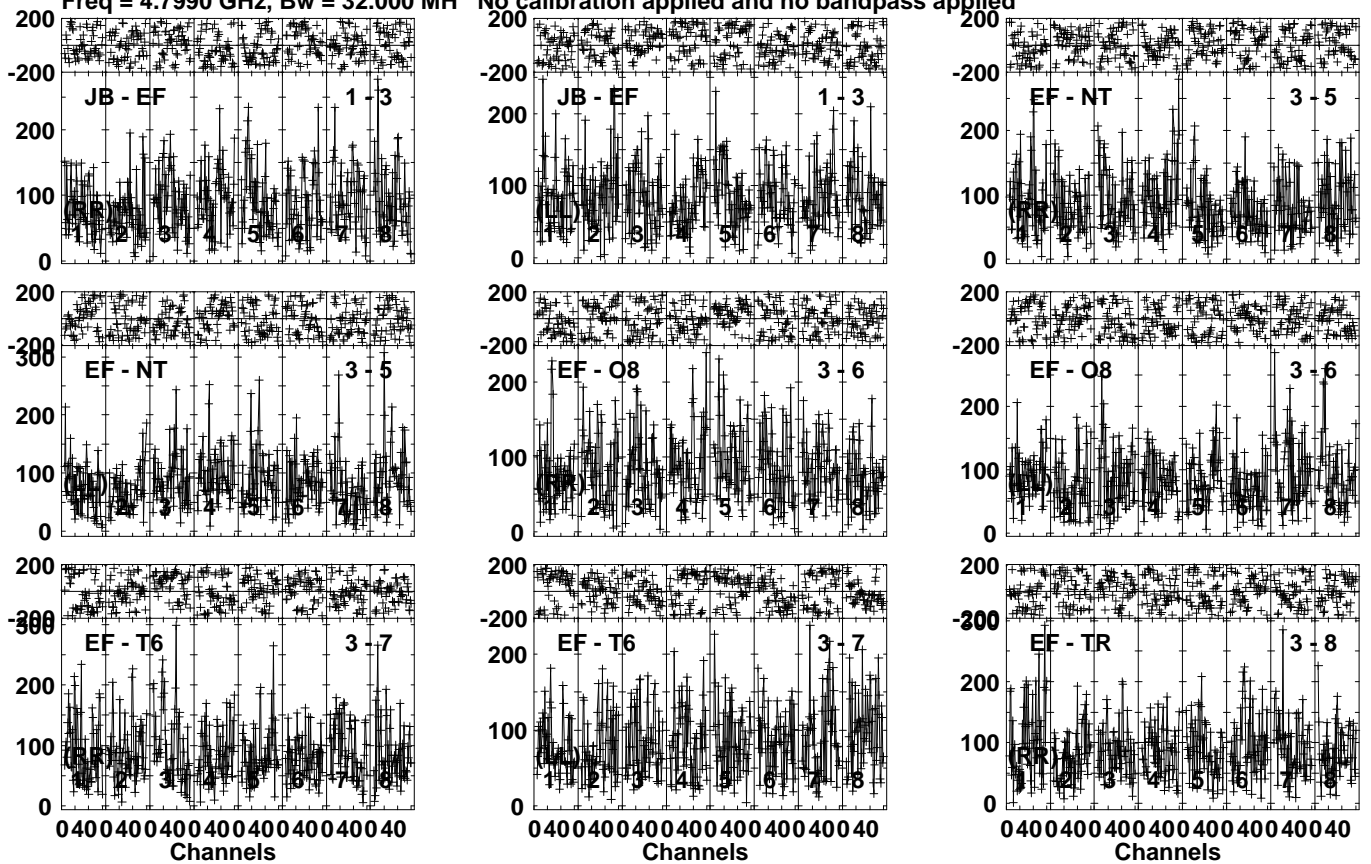 Freq = 4.7990 GHz, Bw = 32.000 MH   No calibration applied and no bandpass applied
200 200 200
-200 -200 -200
JB - EF 1 - 3 JB - EF 1 - 3 EF - NT 3 - 5
200 200 200
100 100 100
(RR) (LL) (RR)
1 2 3 4 5 6 7 8 1 2 3 4 5 6 7 8 1 2 3 4 5 6 7 8
0 0 0
200 200 200
-200 -200 -200
300
EF - NT 3 - 5 EF - O8 3 - 6 EF - O8 3 - 6
200 200 200
100 100 100
(LL) (RR) (LL)
1 2 3 4 5 6 7 8 1 2 3 4 5 6 7 8 1 2 3 4 5 6 7 8
0 0 0
200 200 200
-200 -200 -200
300 300
EF - T6 3 - 7 EF - T6 3 - 7 EF - TR 3 - 8
200 200 200
100 100 100
(RR) (LL) (RR)
1 2 3 4 5 6 7 8 1 2 3 4 5 6 7 8 1 2 3 4 5 6 7 8
0 0 0
0 40 0 40 0 40 0 40 0 40 0 40 0 40 0 40 0 40 0 40 0 40 0 40 0 40 0 40 0 40 0 40 0 40 0 40 0 40 0 40 0 40 0 40 0 40 0 40
Channels Channels Channels